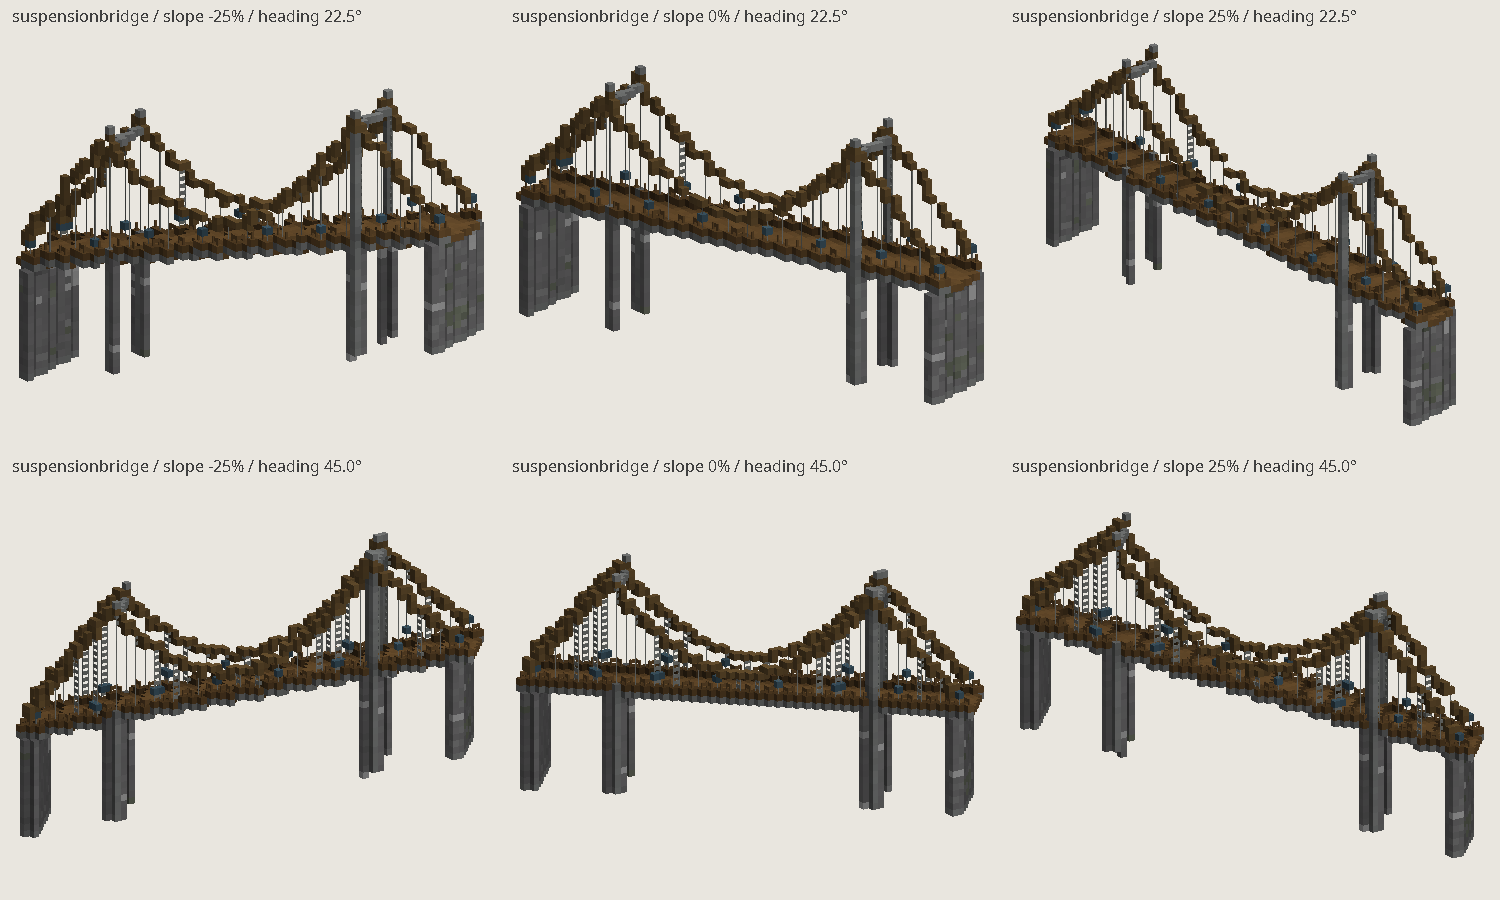 suspensionbridge / slope -25% / heading 22.5°
suspensionbridge / slope 0% / heading 22.5°
suspensionbridge / slope 25% / heading 22.5°
suspensionbridge / slope -25% / heading 45.0°
suspensionbridge / slope 0% / heading 45.0°
suspensionbridge / slope 25% / heading 45.0°